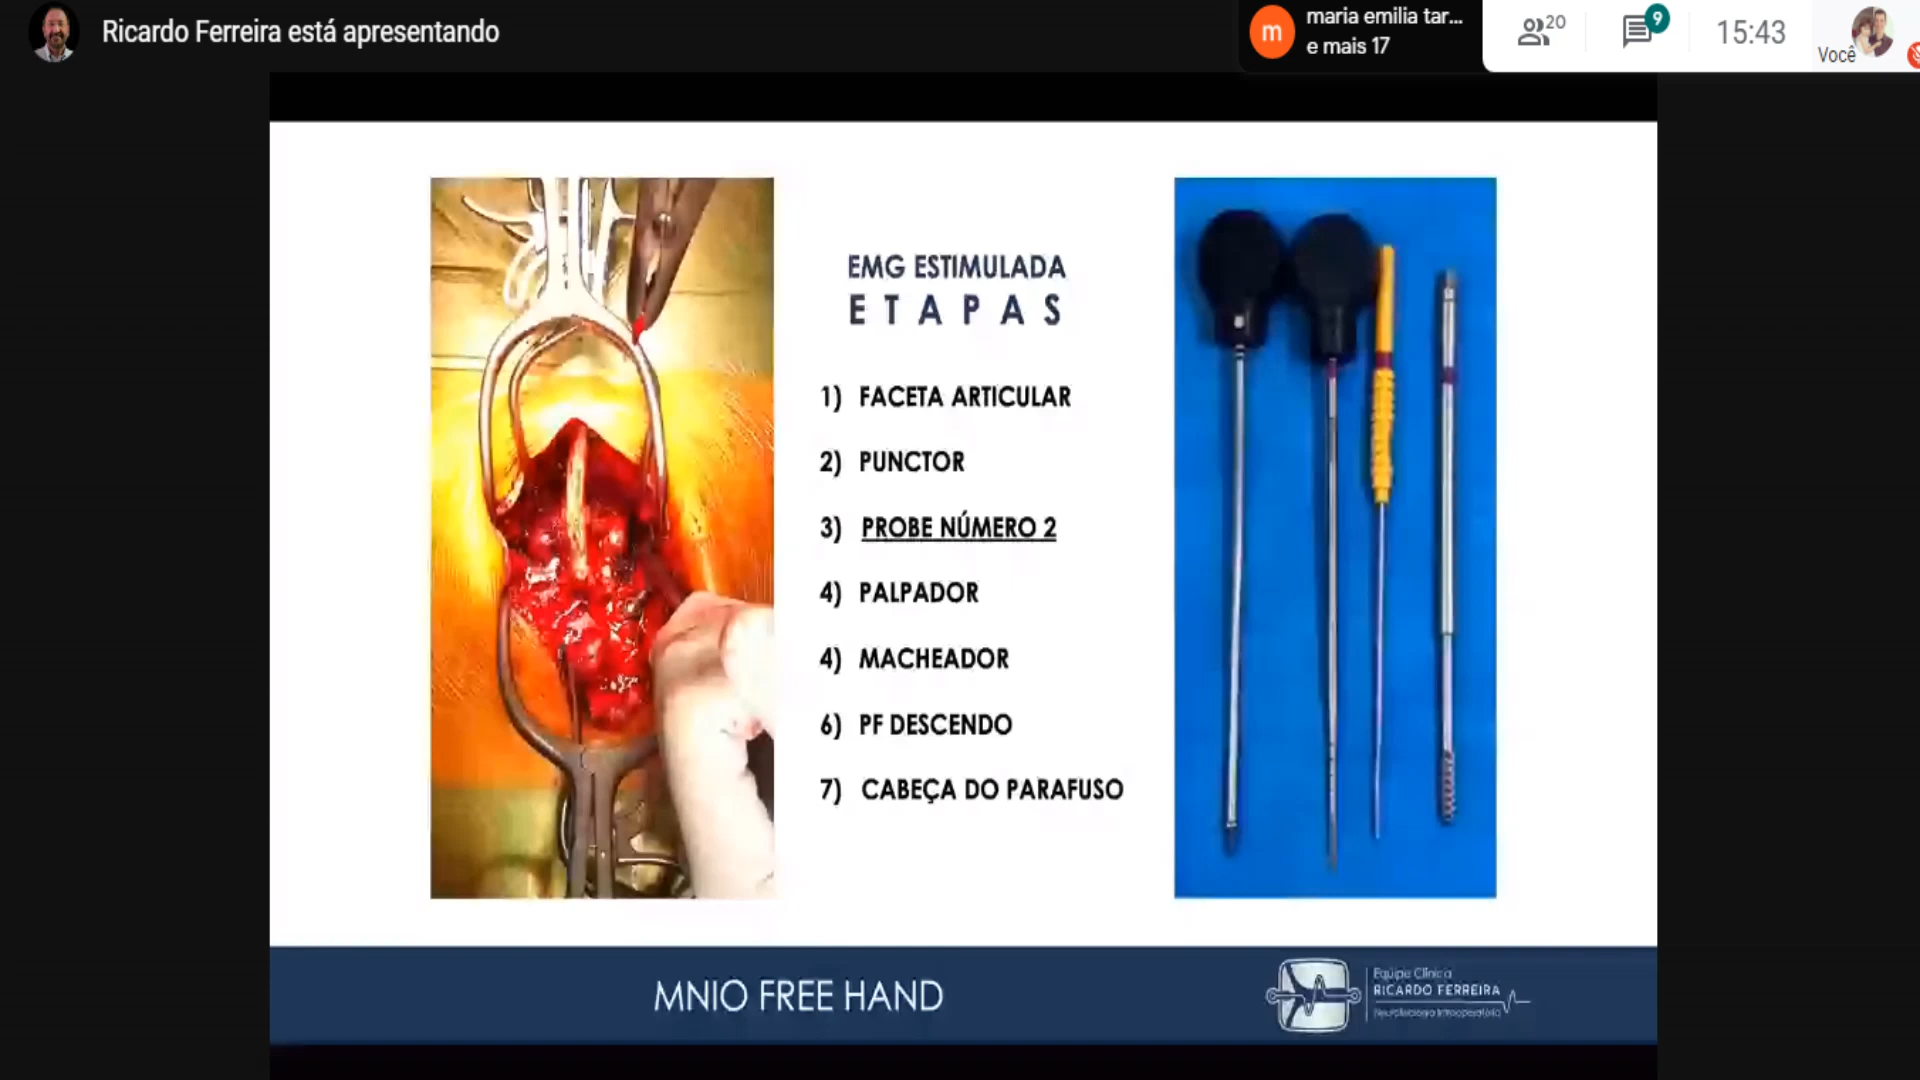 Ricardo Ferreira está apresentando
m
maria emilia tar...
e mais 17
20
9
15:43
Você
EMG ESTIMULADA
ETAPAS
1) FACETA ARTICULAR
2) PUNCTOR
3) PROBE NÚMERO 2
4) PALPADOR
4) MACHEADOR
6) PF DESCENDO
7) CABEÇA DO PARAFUSO
MNIO FREE HAND
Equipe Clínica
RICARDO FERREIRA